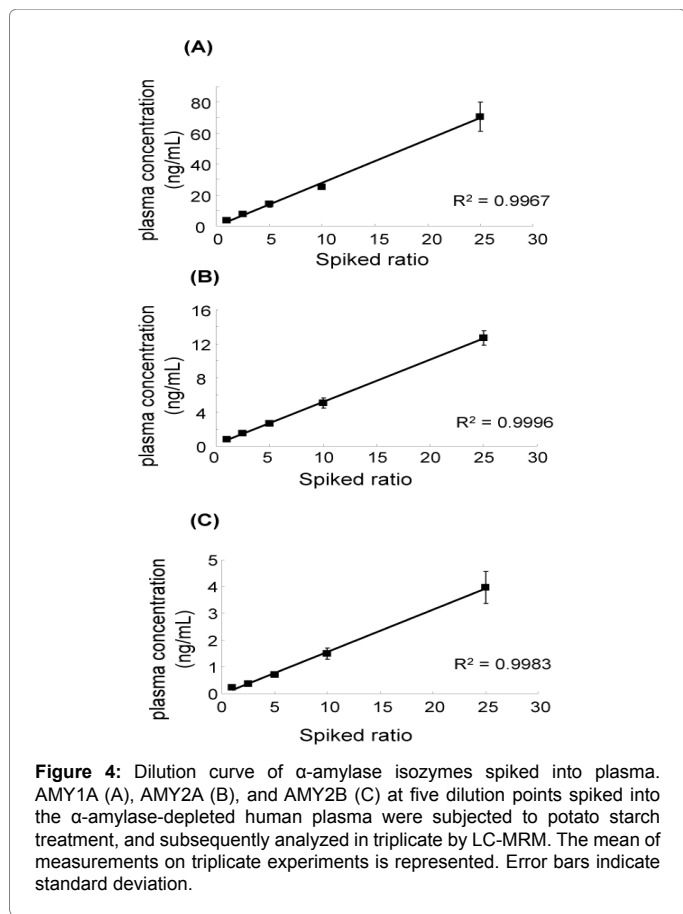 (A)
plasma concentration
(ng/mL)
80
60
40
20
0
R² = 0.9967
0 5 10 15 20 25 30
Spiked ratio
(B)
plasma concentration
(ng/mL)
16
12
8
4
0
R² = 0.9996
0 5 10 15 20 25 30
Spiked ratio
(C)
plasma concentration
(ng/mL)
5
4
3
2
1
0
R² = 0.9983
0 5 10 15 20 25 30
Spiked ratio
Figure 4: Dilution curve of α-amylase isozymes spiked into plasma.
AMY1A (A), AMY2A (B), and AMY2B (C) at five dilution points spiked into
the α-amylase-depleted human plasma were subjected to potato starch
treatment, and subsequently analyzed in triplicate by LC-MRM. The mean of
measurements on triplicate experiments is represented. Error bars indicate
standard deviation.